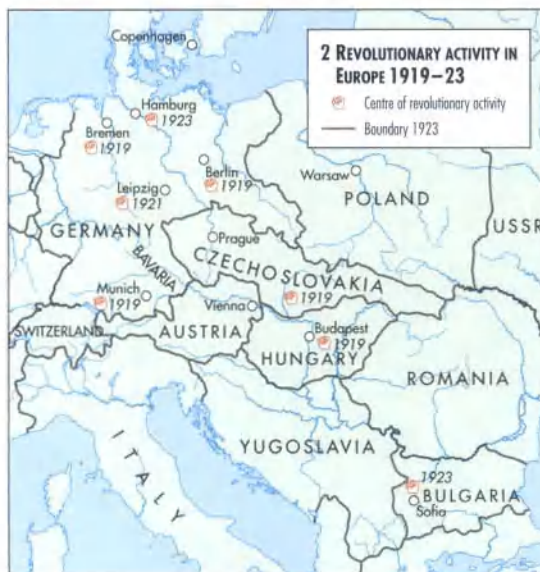 Copenhagen
2 REVOLUTIONARY ACTIVITY IN
EUROPE 1919–23
Centre of revolutionary activity
Boundary 1923
Hamburg
1923
Bremen
1919
Berlin
1919
Warsaw
POLAND
USSR
Leipzig
1921
GERMANY
Prague
BAVARIA
CZECHOSLOVAKIA
1919
Munich
1919
Vienna
SWITZERLAND
AUSTRIA
Budapest
1919
HUNGARY
ROMANIA
ITALY
YUGOSLAVIA
1923
BULGARIA
Sofia